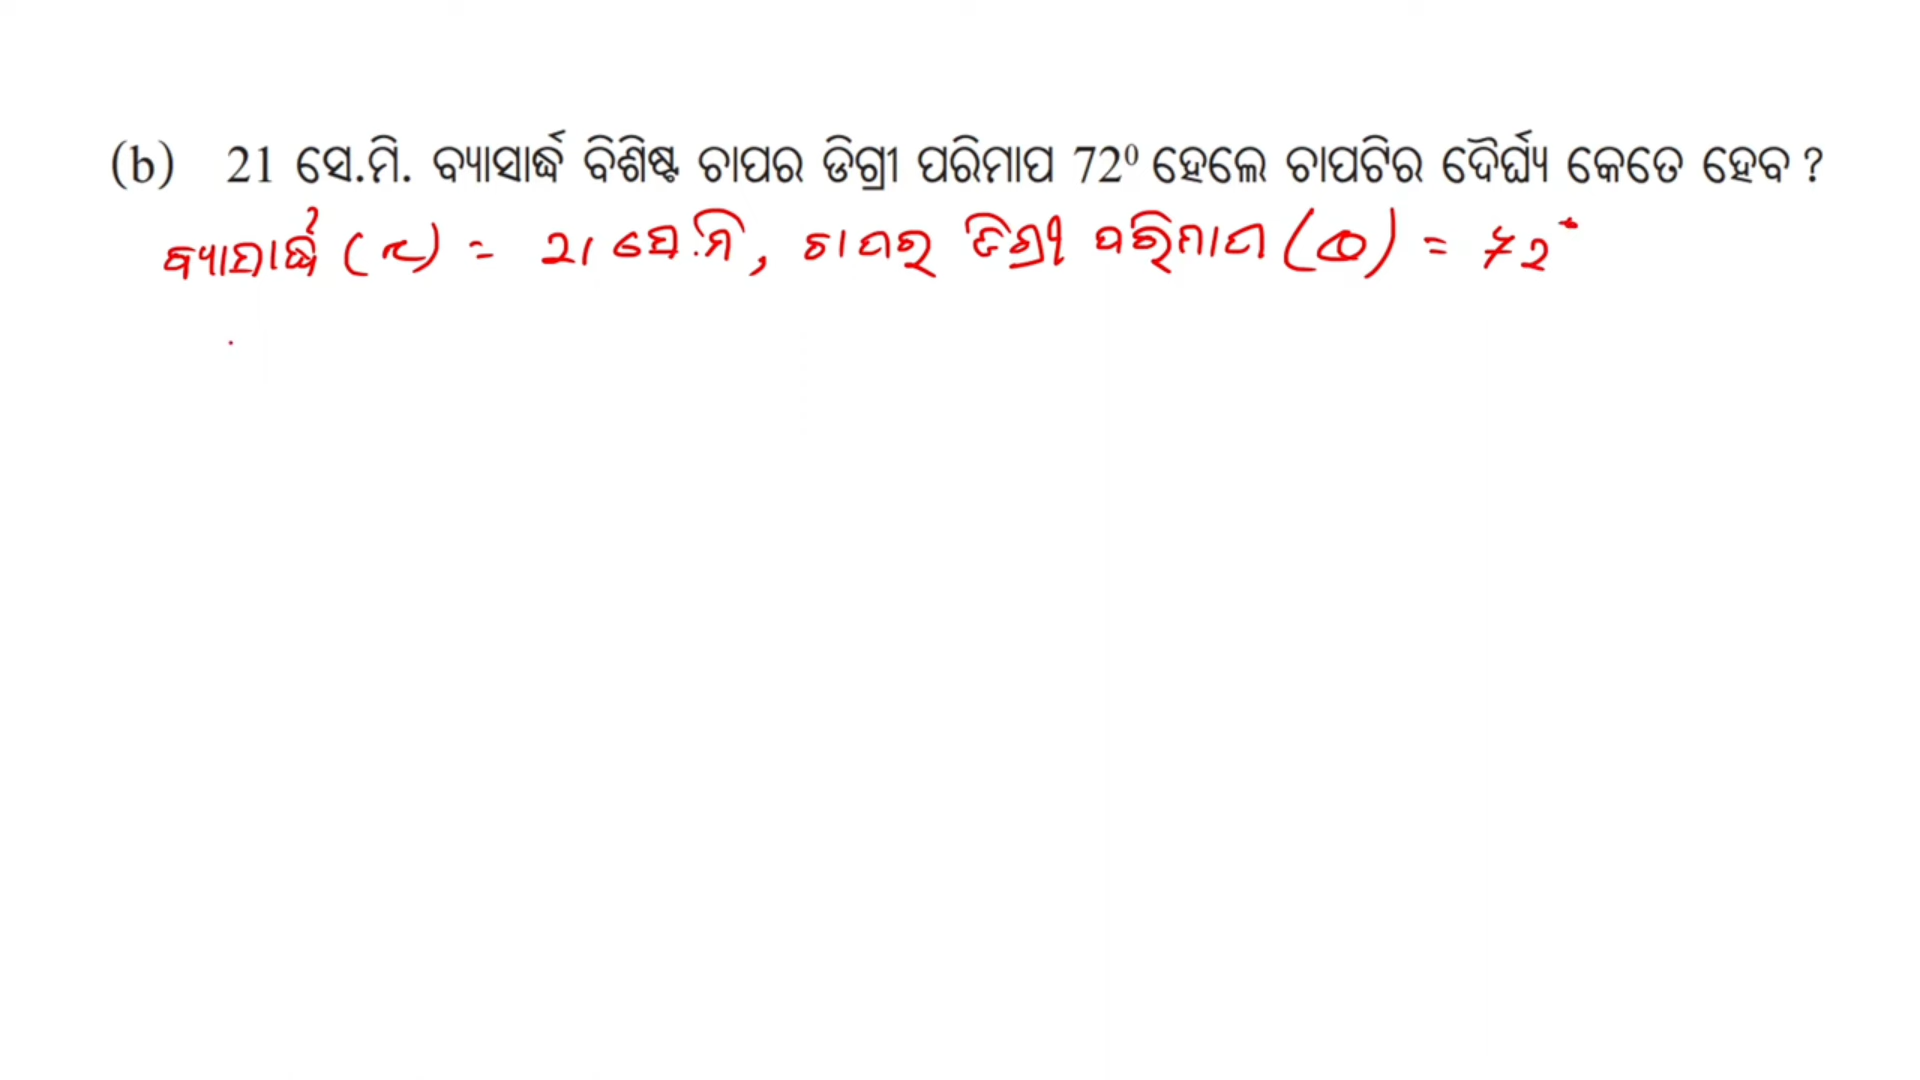 (b) 21 ସେ.ମି. ବ୍ୟାସାର୍ଦ୍ଧ ବିଶିଷ୍ଟ ଚାପର ଡିଗ୍ରୀ ପରିମାପ 72⁰ ହେଲେ ଚାପଟିର ଦୈର୍ଘ୍ୟ କେତେ ହେବ ?
ବ୍ୟାସାର୍ଦ୍ଧ (r) = 21 ସେ.ମି, ଚାପର ଡିଗ୍ରୀ ପରିମାପ (θ) = 72°